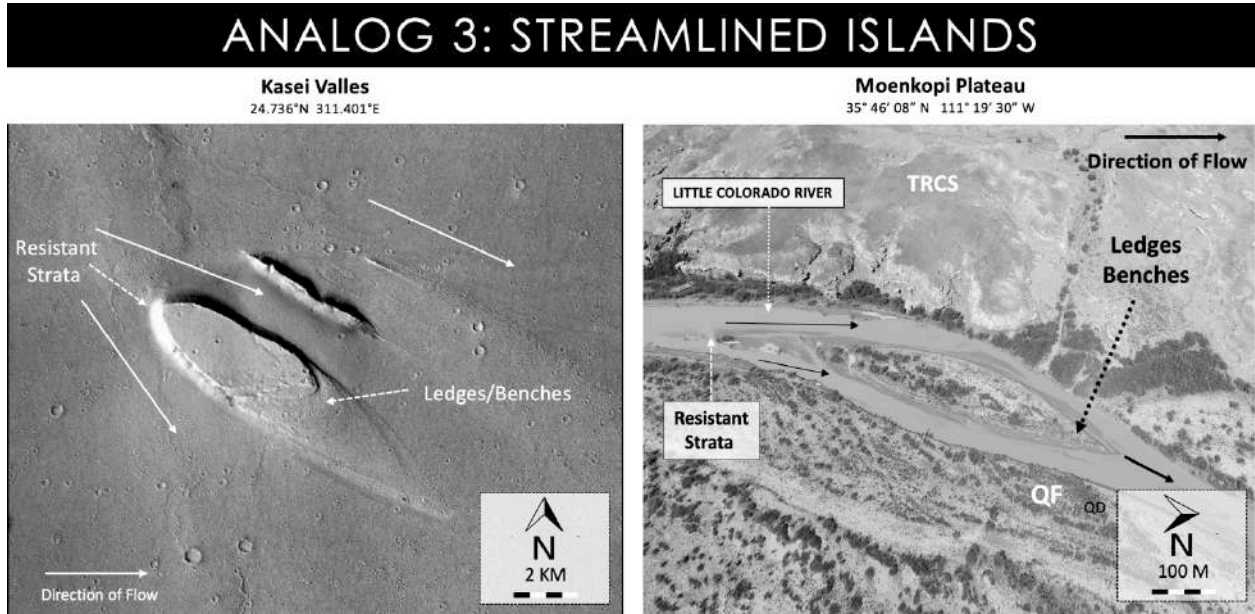 ANALOG 3: STREAMLINED ISLANDS
Kasei Valles
24.736°N 311.401°E
Resistant
Strata
Ledges/Benches
N
2 KM
Direction of Flow
Moenkopi Plateau
35° 46’ 08” N 111° 19’ 30” W
Direction of Flow
TRCS
LITTLE COLORADO RIVER
Ledges
Benches
Resistant
Strata
QF
QD
N
100 M